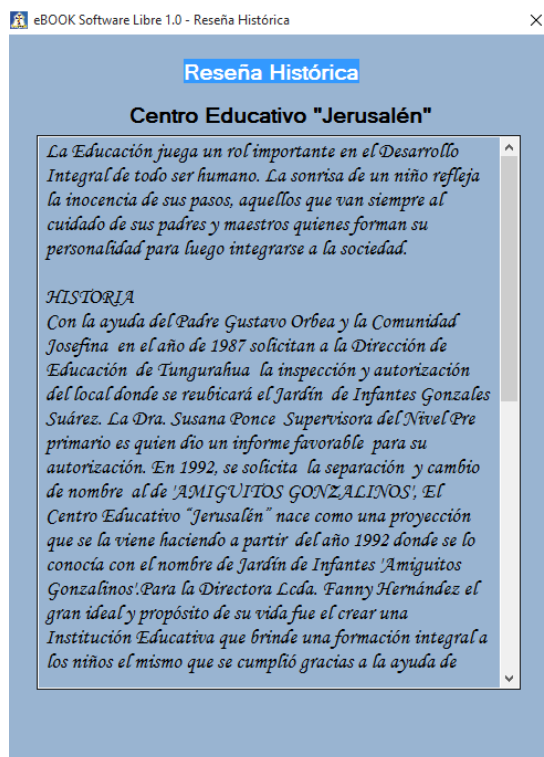 eBOOK Software Libre 1.0 - Reseña Histórica
Reseña Histórica
Centro Educativo "Jerusalén"
La Educación juega un rol importante en el Desarrollo
Integral de todo ser humano. La sonrisa de un niño refleja
la inocencia de sus pasos, aquellos que van siempre al
cuidado de sus padres y maestros quienes forman su
personalidad para luego integrarse a la sociedad.
HISTORIA
Con la ayuda del Padre Gustavo Orbea y la Comunidad
Josefina en el año de 1987 solicitan a la Dirección de
Educación de Tungurahua la inspección y autorización
del local donde se reubicará el Jardín de Infantes Gonzales
Suárez. La Dra. Susana Ponce Supervisora del Nivel Pre
primario es quien dio un informe favorable para su
autorización. En 1992, se solicita la separación y cambio
de nombre al de 'AMIGUITOS GONZALINOS', El
Centro Educativo “Jerusalén” nace como una proyección
que se la viene haciendo a partir del año 1992 donde se lo
conocía con el nombre de Jardín de Infantes 'Amiguitos
Gonzalinos'.Para la Directora Lcda. Fanny Hernández el
gran ideal y propósito de su vida fue el crear una
Institución Educativa que brinde una formación integral a
los niños el mismo que se cumplió gracias a la ayuda de